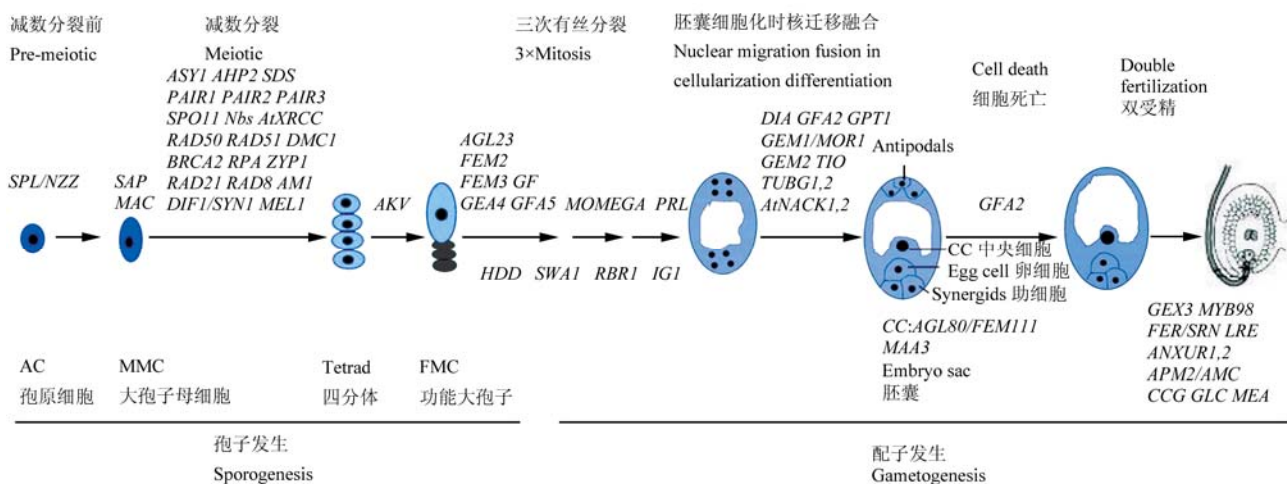 减数分裂前
Pre-meiotic
减数分裂
Meiotic
ASY1 AHP2 SDS
PAIR1 PAIR2 PAIR3
SPO11 Nbs AtXRCC
RAD50 RAD51 DMC1
BRCA2 RPA ZYP1
RAD21 RAD8 AM1
DIF1/SYN1 MEL1
三次有丝分裂
3×Mitosis
胚囊细胞化时核迁移融合
Nuclear migration fusion in
cellularization differentiation
Cell death
细胞死亡
Double
fertilization
双受精
SPL/NZZ
SAP
MAC
AKV
AGL23
FEM2
FEM3 GF
GEA4 GFA5
MOMEGA PRL
HDD SWA1 RBR1 IG1
DIA GFA2 GPT1
GEM1/MOR1
GEM2 TIO
TUBG1,2
AtNACK1,2
Antipodals
GFA2
CC 中央细胞
Egg cell 卵细胞
Synergids 助细胞
CC:AGL80/FEM111
MAA3
Embryo sac
胚囊
GEX3 MYB98
FER/SRN LRE
ANXUR1,2
APM2/AMC
CCG GLC MEA
AC
孢原细胞
MMC
大孢子母细胞
Tetrad
四分体
FMC
功能大孢子
孢子发生
Sporogenesis
配子发生
Gametogenesis